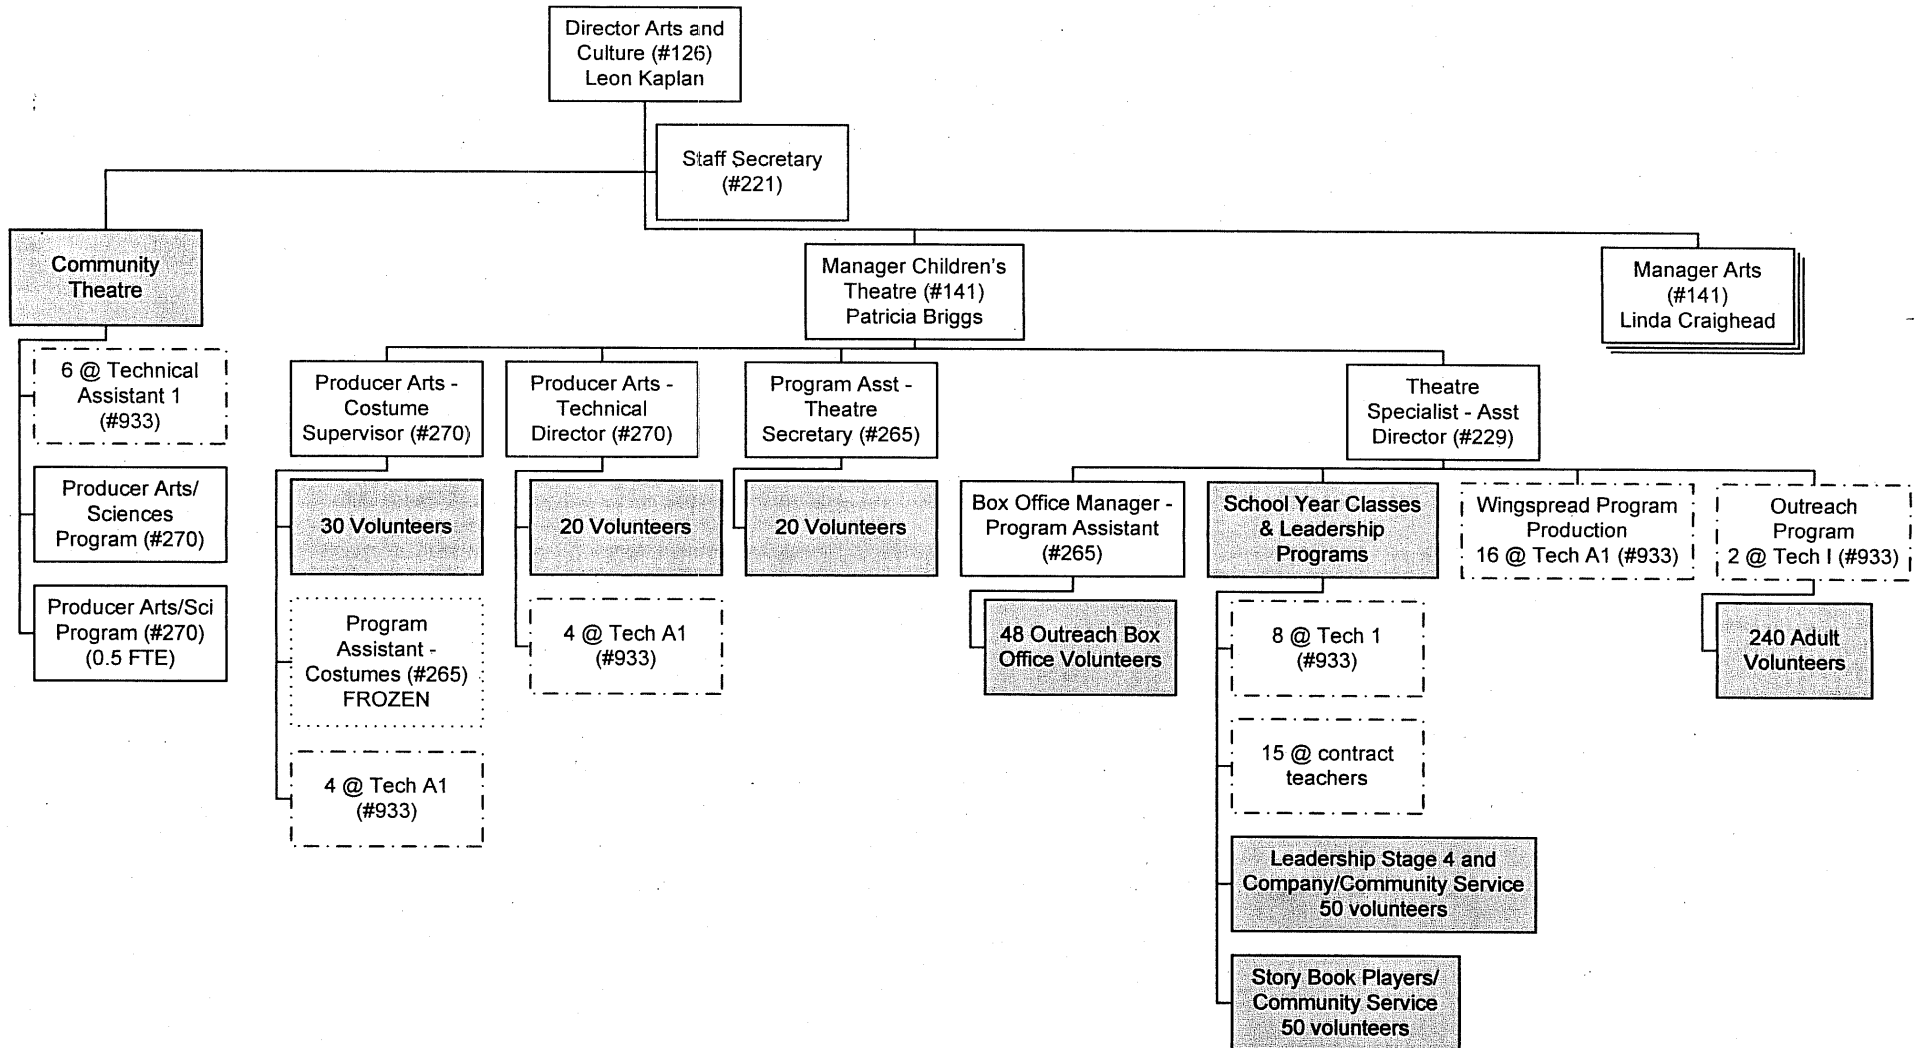 Director Arts and
Culture (#126)
Leon Kaplan
Staff Secretary
(#221)
Community
Theatre
Manager Children's
Theatre (#141)
Patricia Briggs
Manager Arts
(#141)
Linda Craighead
6 @ Technical
Assistant 1
(#933)
Producer Arts/
Sciences
Program (#270)
Producer Arts/Sci
Program (#270)
(0.5 FTE)
Producer Arts -
Costume
Supervisor (#270)
30 Volunteers
Program
Assistant -
Costumes (#265)
FROZEN
4 @ Tech A1
(#933)
Producer Arts -
Technical
Director (#270)
20 Volunteers
4 @ Tech A1
(#933)
Program Asst -
Theatre
Secretary (#265)
20 Volunteers
Theatre
Specialist - Asst
Director (#229)
Box Office Manager -
Program Assistant
(#265)
48 Outreach Box
Office Volunteers
School Year Classes
& Leadership
Programs
8 @ Tech 1
(#933)
15 @ contract
teachers
Leadership Stage 4 and
Company/Community Service
50 volunteers
Story Book Players/
Community Service
50 volunteers
Wingspread Program
Production
16 @ Tech A1 (#933)
Outreach
Program
2 @ Tech I (#933)
240 Adult
Volunteers